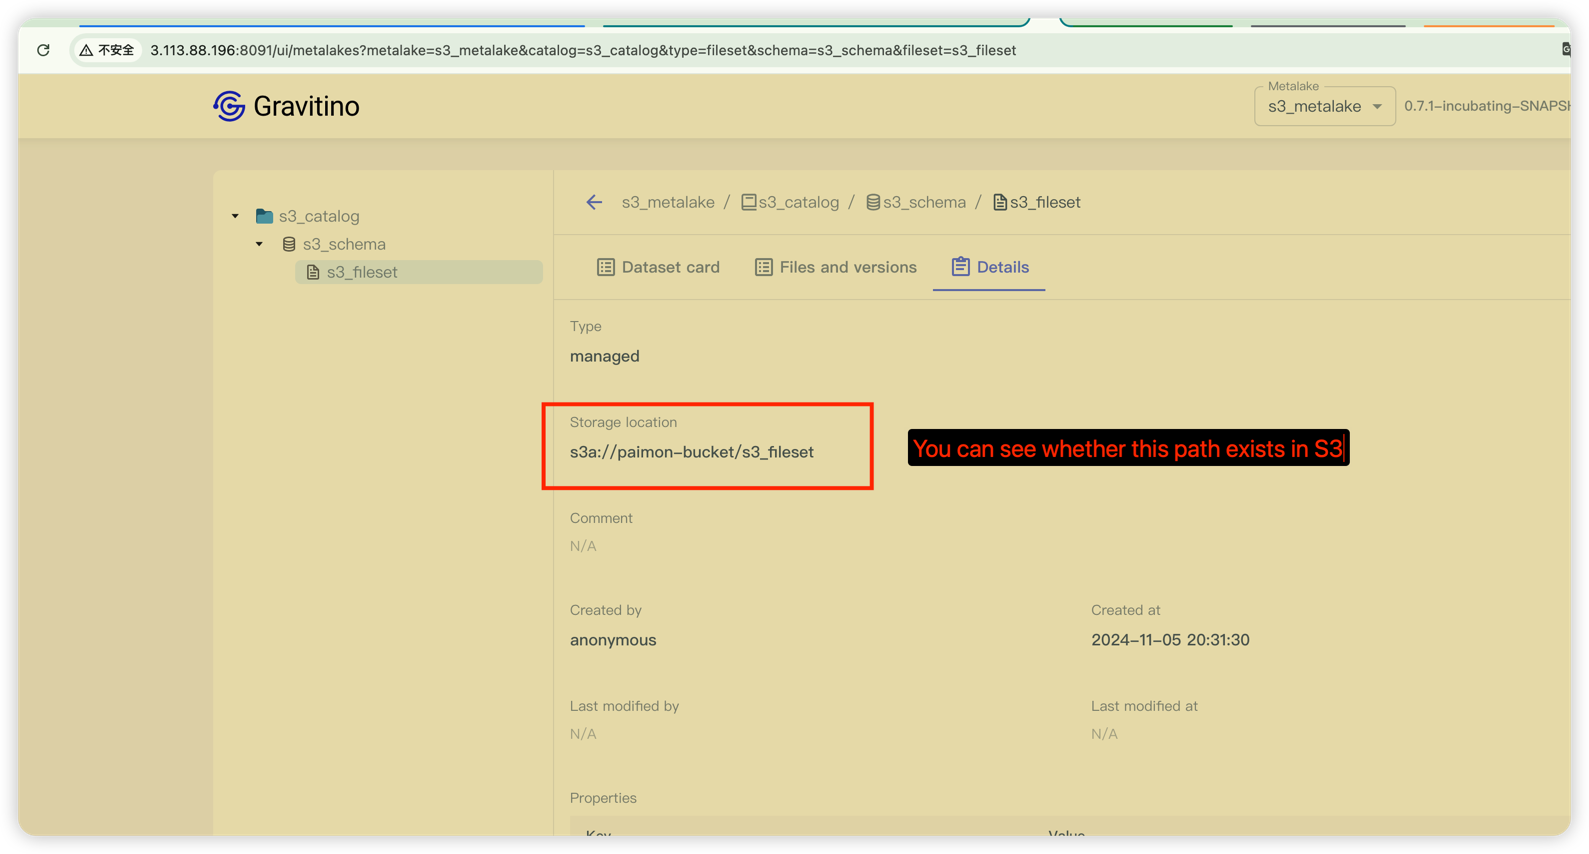 不安全 3.113.88.196:8091/ui/metalakes?metalake=s3_metalake&catalog=s3_catalog&type=fileset&schema=s3_schema&fileset=s3_fileset
Gravitino
Metalake
s3_metalake
0.7.1-incubating-SNAPSH
s3_catalog
s3_schema
s3_fileset
s3_metalake / s3_catalog / s3_schema / s3_fileset
Dataset card Files and versions Details
Type
managed
Storage location
s3a://paimon-bucket/s3_fileset
You can see whether this path exists in S3
Comment
N/A
Created by Created at
anonymous 2024-11-05 20:31:30
Last modified by Last modified at
N/A N/A
Properties
Key Value